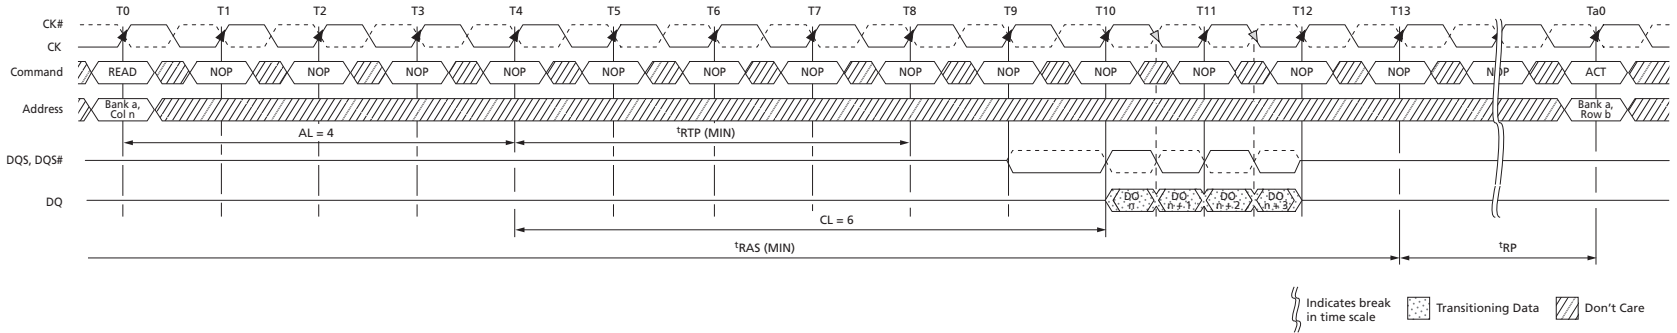 T0 T1 T2 T3 T4 T5 T6 T7 T8 T9 T10 T11 T12 T13 Ta0
CK#
CK
Command READ NOP NOP NOP NOP NOP NOP NOP NOP NOP NOP NOP NOP NOP NOP ACT
Address Bank a, Col n Bank a, Row b
AL = 4 tRTP (MIN)
DQS, DQS#
DQ DO n DO n + 1 DO n + 2 DO n + 3
CL = 6
tRAS (MIN) tRP
Indicates break in time scale Transitioning Data Don't Care